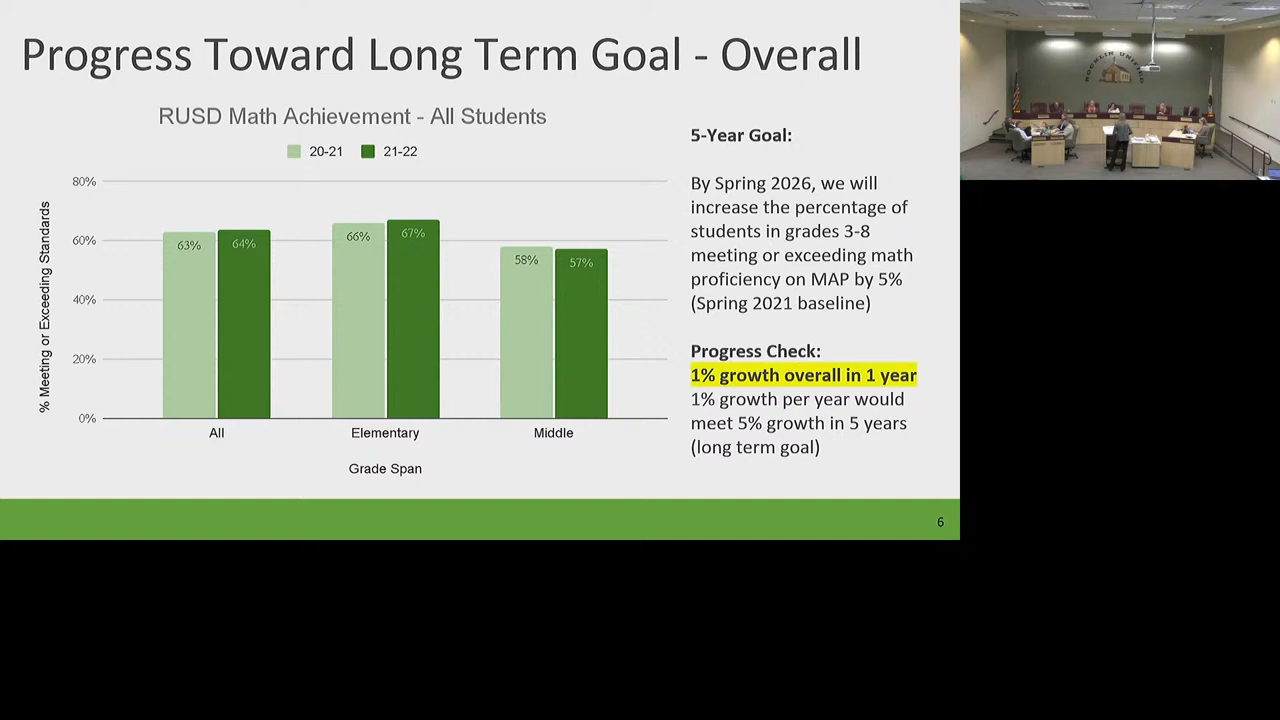 Progress Toward Long Term Goal - Overall
RUSD Math Achievement - All Students
20-21
21-22
% Meeting or Exceeding Standards
80%
60%
40%
20%
0%
63%
64%
66%
67%
58%
57%
All
Elementary
Middle
Grade Span
5-Year Goal:
By Spring 2026, we will
increase the percentage of
students in grades 3-8
meeting or exceeding math
proficiency on MAP by 5%
(Spring 2021 baseline)
Progress Check:
1% growth overall in 1 year
1% growth per year would
meet 5% growth in 5 years
(long term goal)
6
ROCKLIN UNIFIED